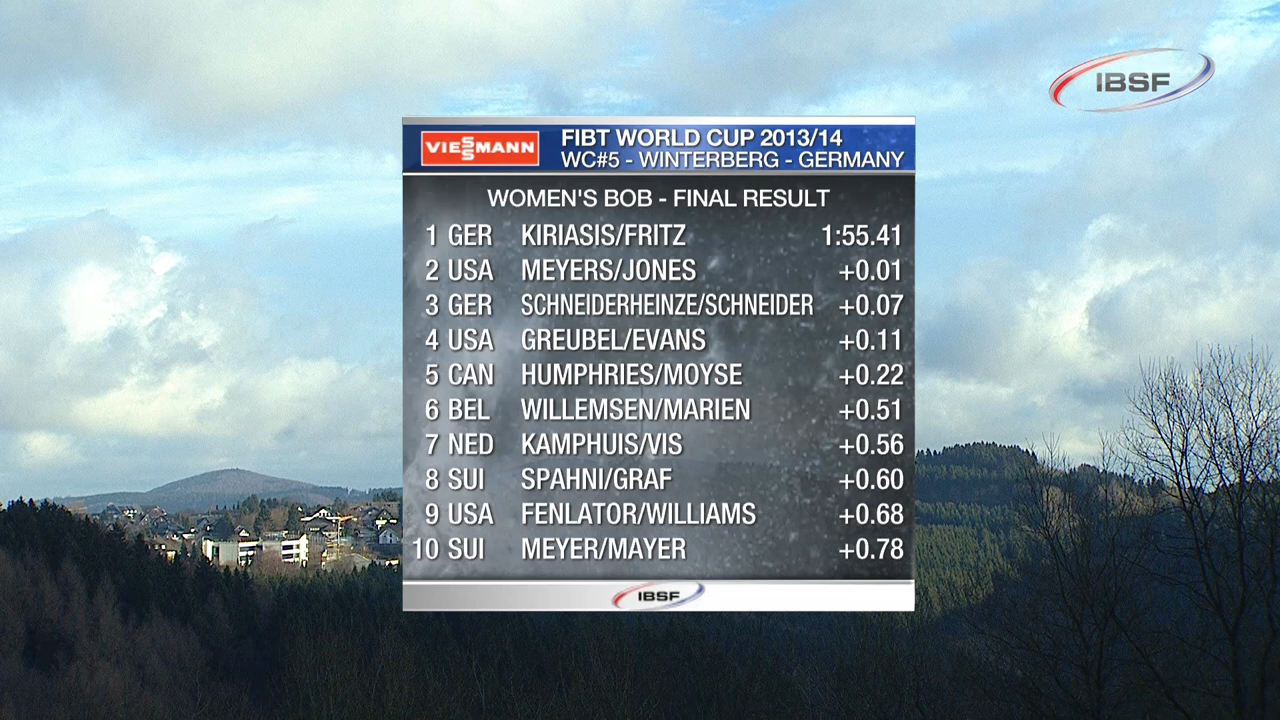 IBSF
VIESSMANN
FIBT WORLD CUP 2013/14
WC#5 - WINTERBERG - GERMANY
WOMEN'S BOB - FINAL RESULT
1 GER KIRIASIS/FRITZ 1:55.41
2 USA MEYERS/JONES +0.01
3 GER SCHNEIDERHEINZE/SCHNEIDER +0.07
4 USA GREUBEL/EVANS +0.11
5 CAN HUMPHRIES/MOYSE +0.22
6 BEL WILLEMSEN/MARIEN +0.51
7 NED KAMPHUIS/VIS +0.56
8 SUI SPAHNI/GRAF +0.60
9 USA FENLATOR/WILLIAMS +0.68
10 SUI MEYER/MAYER +0.78
IBSF